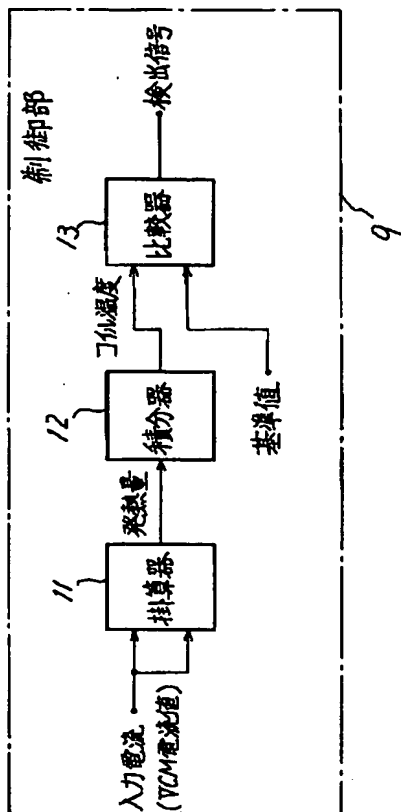 制御部
入力電流
(VCM電流値)
11
掛算器
発熱量
12
積分器
コイル温度
基準値
13
比較器
検出信号
9